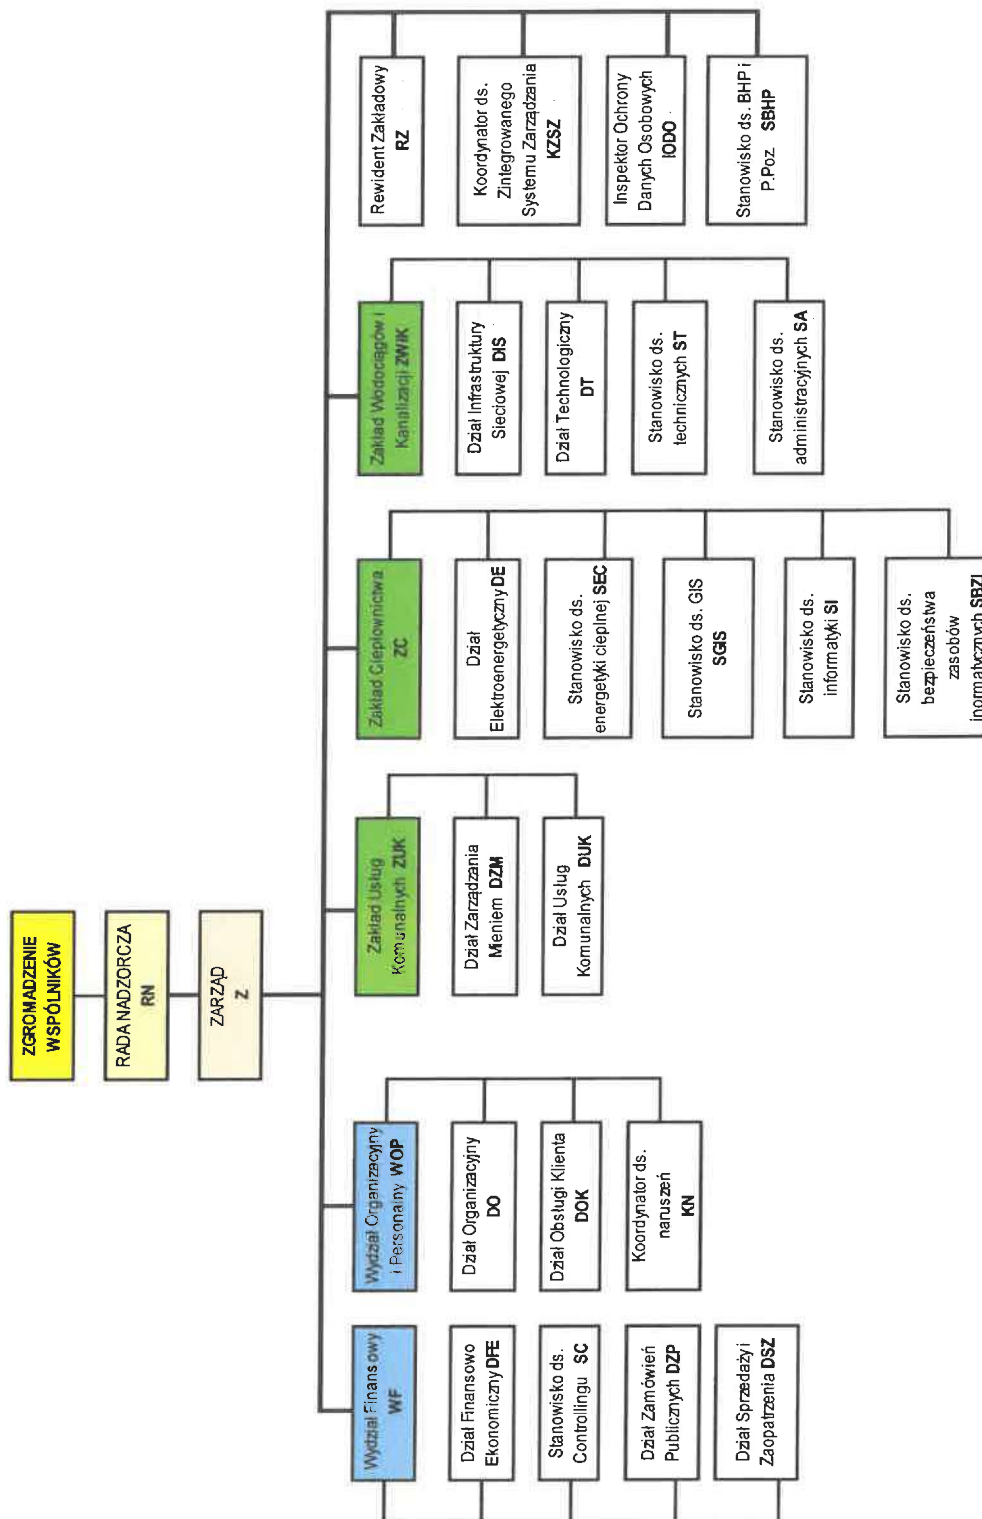 ZGROMADZENIE
WSPÓLNIKÓW
RADA NADZORCZA
RN
ZARZĄD
Z
Wydział Finansowy
WF
Dział Finansowo
Ekonomiczny DFE
Stanowisko ds.
Controllingu SC
Dział Zamówień
Publicznych DZP
Dział Sprzedaży i
Zaopatrzenia DSZ
Wydział Organizacyjny
i Personalny WOP
Dział Organizacyjny
DO
Dział Obsługi Klienta
DOK
Koordynator ds.
naruszeń
KN
Zakład Usług
Komunalnych ZUK
Dział Zarządzania
Mieniem DZM
Dział Usług
Komunalnych DUK
Zakład Ciepłownictwa
ZC
Dział
Elektroenergetyczny DE
Stanowisko ds.
energetyki cieplnej SEC
Stanowisko ds. GIS
SGIS
Stanowisko ds.
informatyki SI
Stanowisko ds.
bezpieczeństwa
zasobów
inormatycznych SBZI
Zakład Wodociągów i
Kanalizacji ZWIK
Dział Infrastruktury
Sieciowej DIS
Dział Technologiczny
DT
Stanowisko ds.
technicznych ST
Stanowisko ds.
administracyjnych SA
Rewident Zakładowy
RZ
Koordynator ds.
Zintegrowanego
Systemu Zarządzania
KZSZ
Inspektor Ochrony
Danych Osobowych
IODO
Stanowisko ds. BHP i
P.Poz SBHP